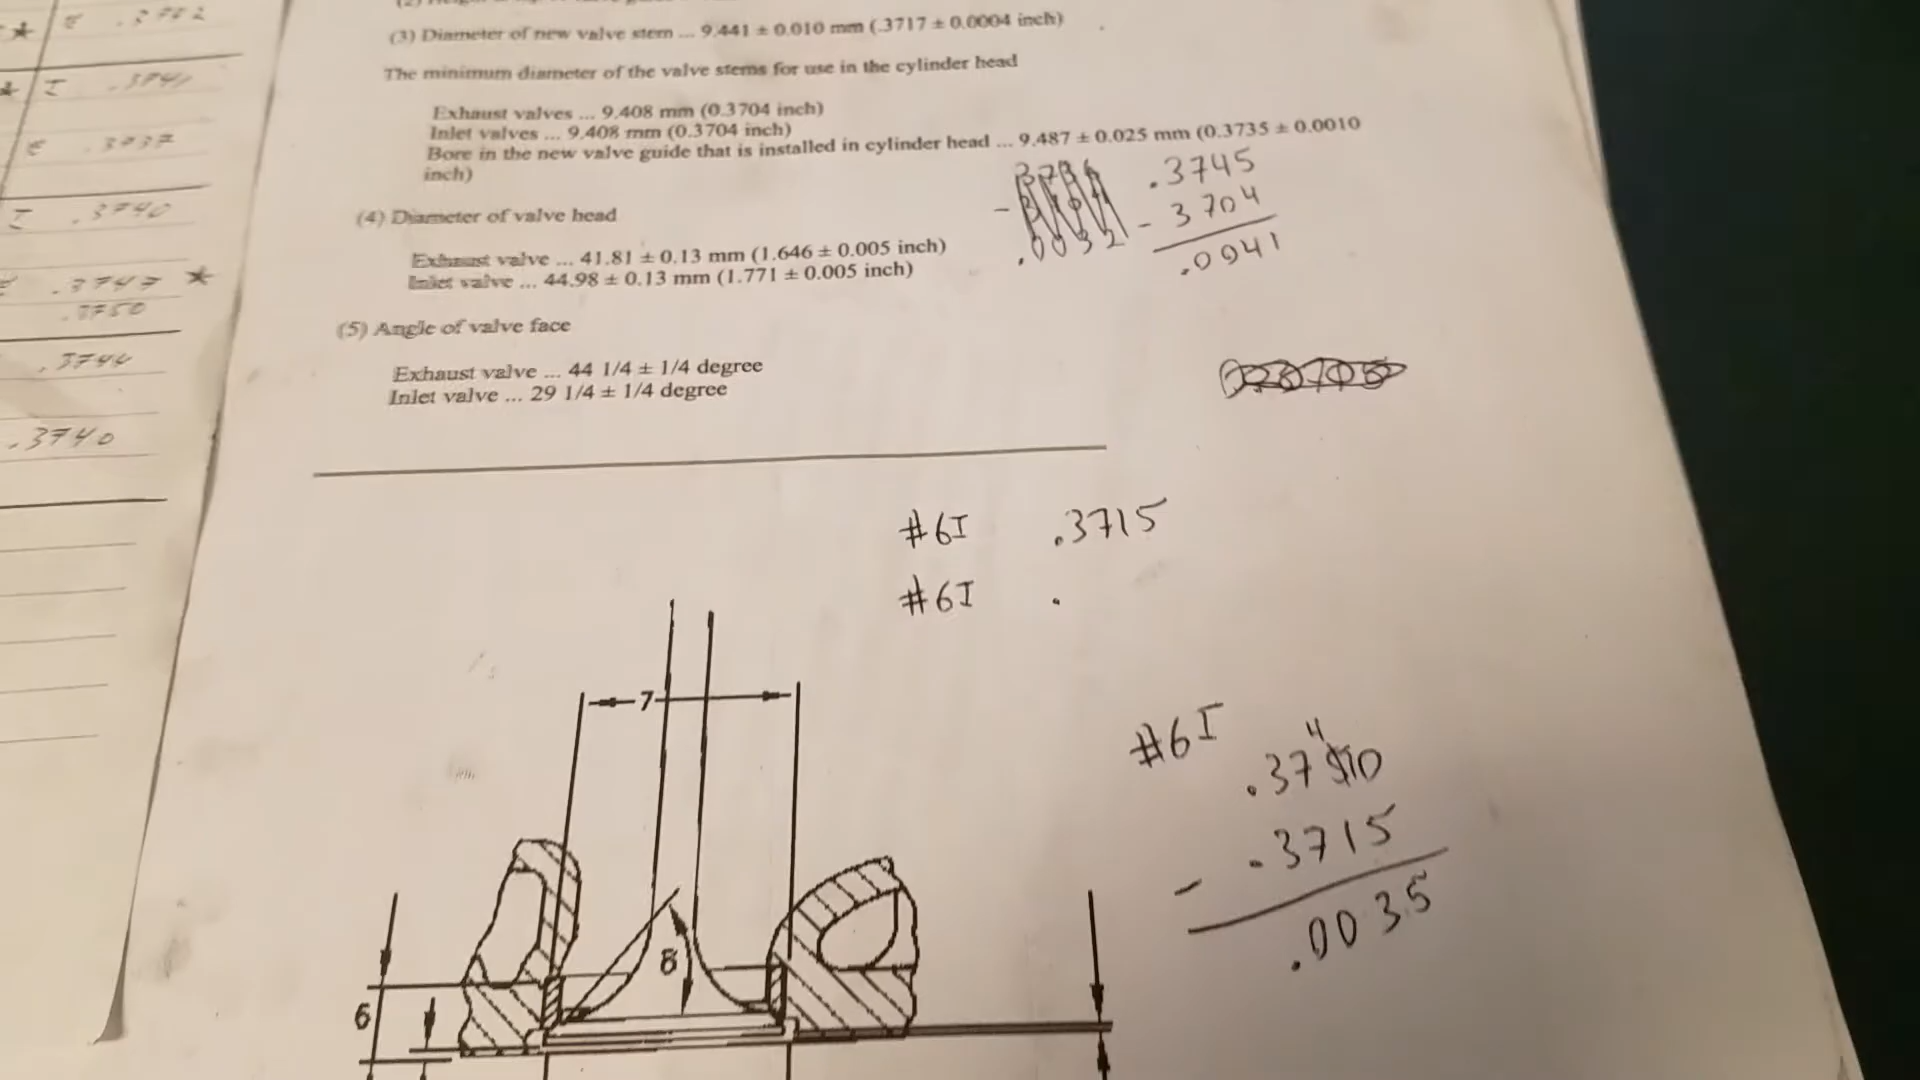 (3) Diameter of new valve stem ... 9.441 ± 0.010 mm (.3717 ± 0.0004 inch)
The minimum diameter of the valve stems for use in the cylinder head
Exhaust valves ... 9.408 mm (0.3704 inch)
Inlet valves ... 9.408 mm (0.3704 inch)
Bore in the new valve guide that is installed in cylinder head ... 9.487 ± 0.025 mm (0.3735 ± 0.0010
inch)
(4) Diameter of valve head
Exhaust valve ... 41.81 ± 0.13 mm (1.646 ± 0.005 inch)
Inlet valve ... 44.98 ± 0.13 mm (1.771 ± 0.005 inch)
(5) Angle of valve face
Exhaust valve ... 44 1/4 ± 1/4 degree
Inlet valve ... 29 1/4 ± 1/4 degree
.3745
- 3704
.0041
.0032
#6I .3715
#6I .
#6I
.3750
- .3715
.0035
7
8
6
E .3742
I .3740
E .3737
I .3740
.3747
.3750
.3744
.3740